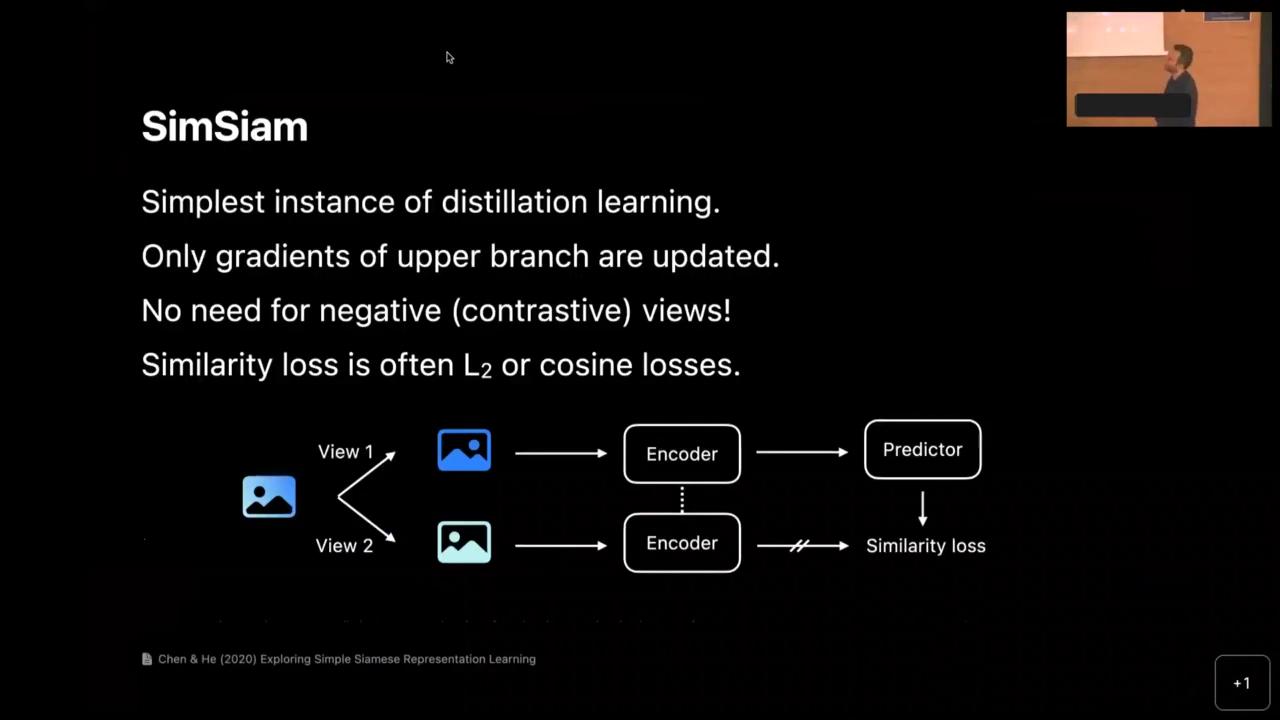 SimSiam
Simplest instance of distillation learning.
Only gradients of upper branch are updated.
No need for negative (contrastive) views!
Similarity loss is often L₂ or cosine losses.
View 1
Encoder
Predictor
View 2
Encoder
Similarity loss
Chen & He (2020) Exploring Simple Siamese Representation Learning
+1